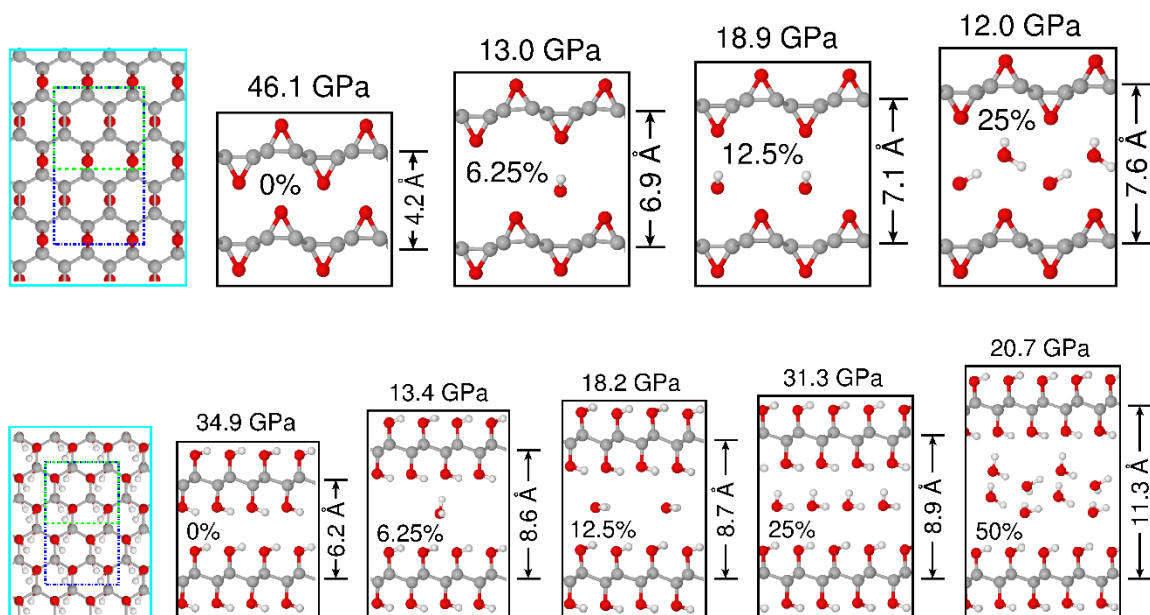 46.1 GPa
0%
4.2 Å
13.0 GPa
6.25%
6.9 Å
18.9 GPa
12.5%
7.1 Å
12.0 GPa
25%
7.6 Å
34.9 GPa
0%
6.2 Å
13.4 GPa
6.25%
8.6 Å
18.2 GPa
12.5%
8.7 Å
31.3 GPa
25%
8.9 Å
20.7 GPa
50%
11.3 Å